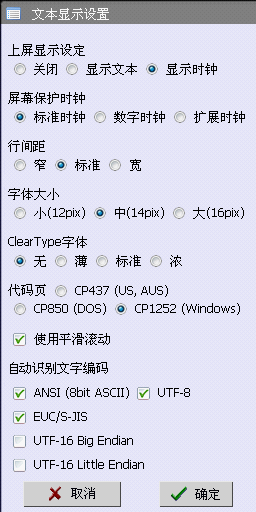 文本显示设置
上屏显示设定
关闭 显示文本 显示时钟
屏幕保护时钟
标准时钟 数字时钟 扩展时钟
行间距
窄 标准 宽
字体大小
小(12pix) 中(14pix) 大(16pix)
ClearType字体
无 薄 标准 浓
代码页 CP437 (US, AUS)
CP850 (DOS) CP1252 (Windows)
使用平滑滚动
自动识别文字编码
ANSI (8bit ASCII) UTF-8
EUC/S-JIS
UTF-16 Big Endian
UTF-16 Little Endian
取消 确定